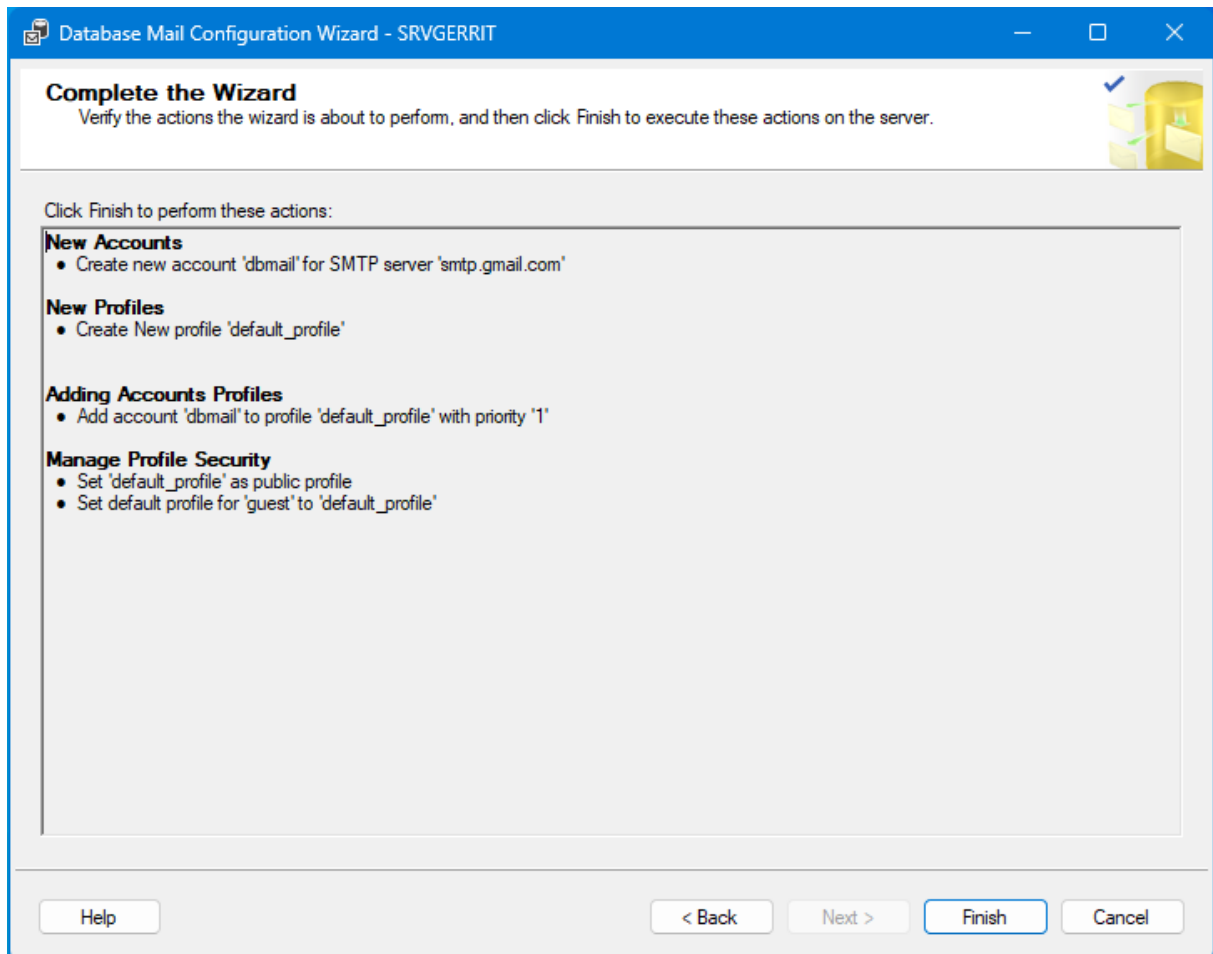 Database Mail Configuration Wizard - SRVGERRIT
Complete the Wizard
Verify the actions the wizard is about to perform, and then click Finish to execute these actions on the server.
Click Finish to perform these actions:
New Accounts
• Create new account 'dbmail' for SMTP server 'smtp.gmail.com'
New Profiles
• Create New profile 'default_profile'
Adding Accounts Profiles
• Add account 'dbmail' to profile 'default_profile' with priority '1'
Manage Profile Security
• Set 'default_profile' as public profile
• Set default profile for 'guest' to 'default_profile'
Help < Back Next > Finish Cancel